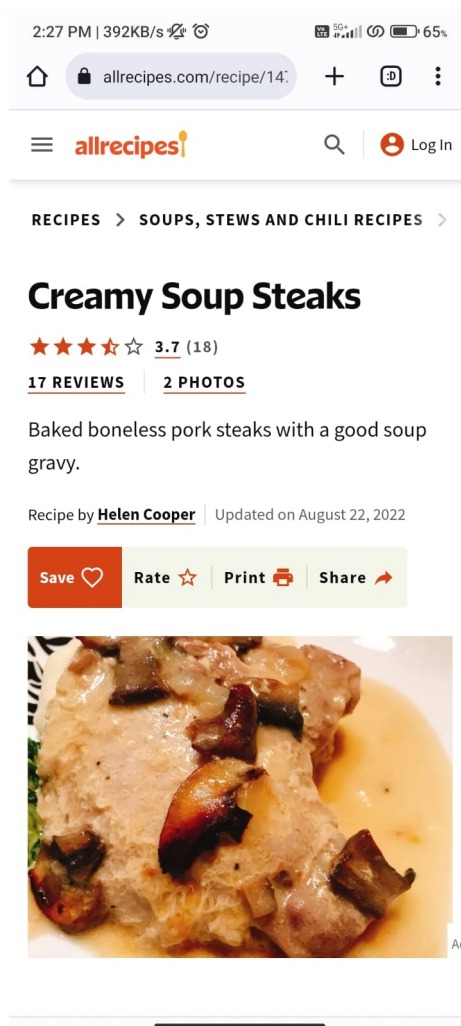 2:27 PM | 392KB/s 5G+ 65%
allrecipes.com/recipe/147 :D
allrecipes Log In
RECIPES > SOUPS, STEWS AND CHILI RECIPES >
Creamy Soup Steaks
3.7 (18)
17 REVIEWS 2 PHOTOS
Baked boneless pork steaks with a good soup
gravy.
Recipe by Helen Cooper Updated on August 22, 2022
Save Rate Print Share